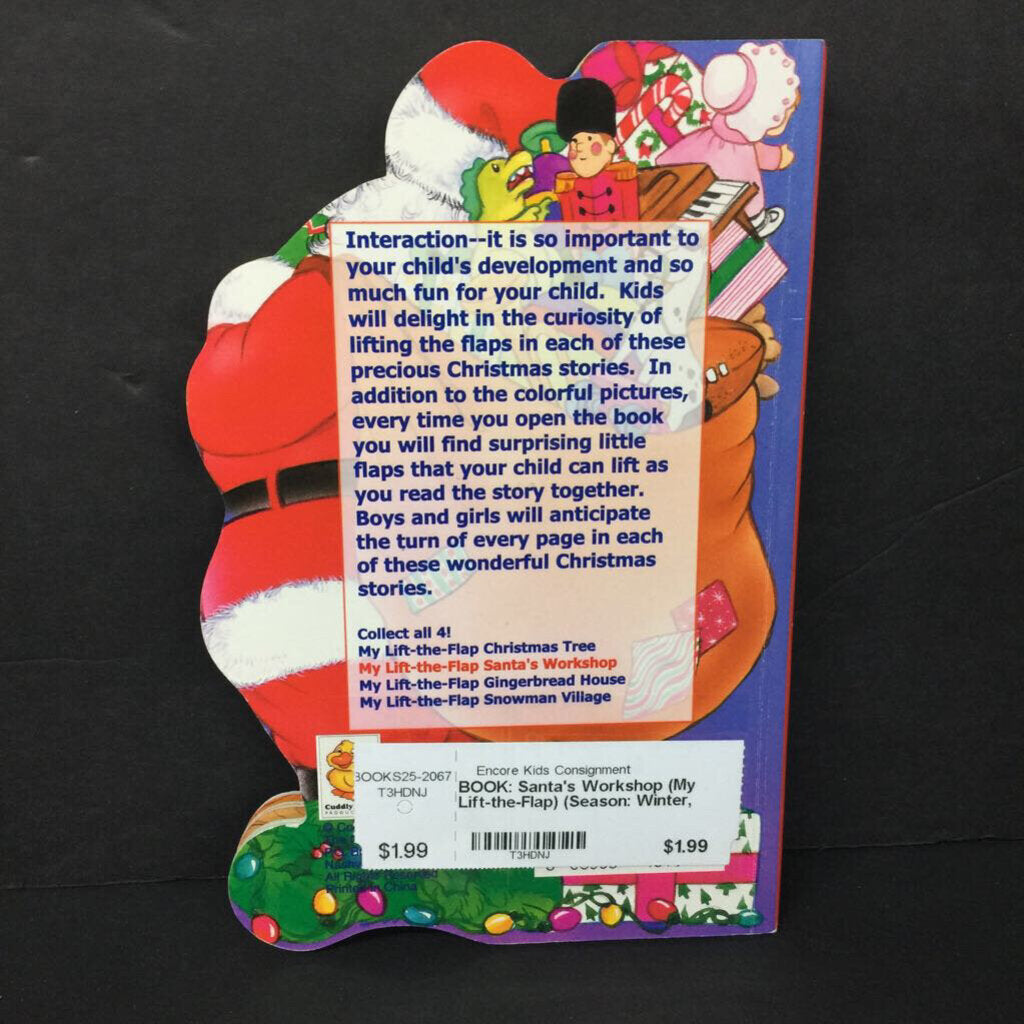 Interaction--it is so important to
your child's development and so
much fun for your child.  Kids
will delight in the curiosity of
lifting the flaps in each of these
precious Christmas stories.  In
addition to the colorful pictures,
every time you open the book
you will find surprising little
flaps that your child can lift as
you read the story together.
Boys and girls will anticipate
the turn of every page in each
of these wonderful Christmas
stories.
Collect all 4!
My Lift-the-Flap Christmas Tree
My Lift-the-Flap Santa's Workshop
My Lift-the-Flap Gingerbread House
My Lift-the-Flap Snowman Village
Cuddly
BOOKS25-2067
T3HDNJ
$1.99
Encore Kids Consignment
BOOK: Santa's Workshop (My
Lift-the-Flap) (Season: Winter,
T3HDNJ
$1.99
All Rights Reserved
Printed in China